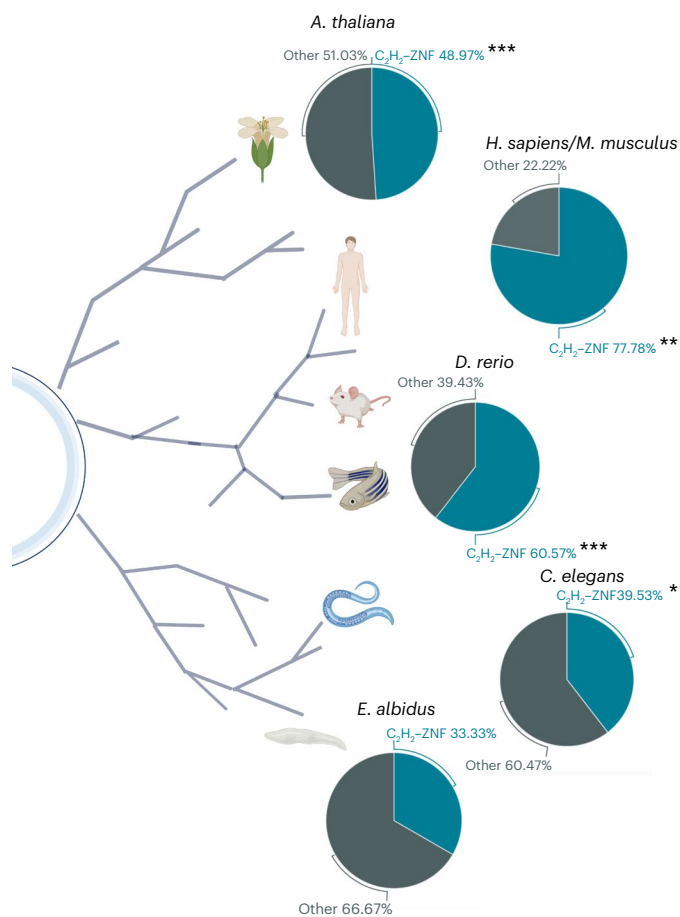 A. thaliana
Other 51.03% C₂H₂–ZNF 48.97% ***
H. sapiens/M. musculus
Other 22.22%
C₂H₂–ZNF 77.78% **
D. rerio
Other 39.43%
C₂H₂–ZNF 60.57% ***
C. elegans
C₂H₂–ZNF39.53% *
Other 60.47%
E. albidus
C₂H₂–ZNF 33.33%
Other 66.67%